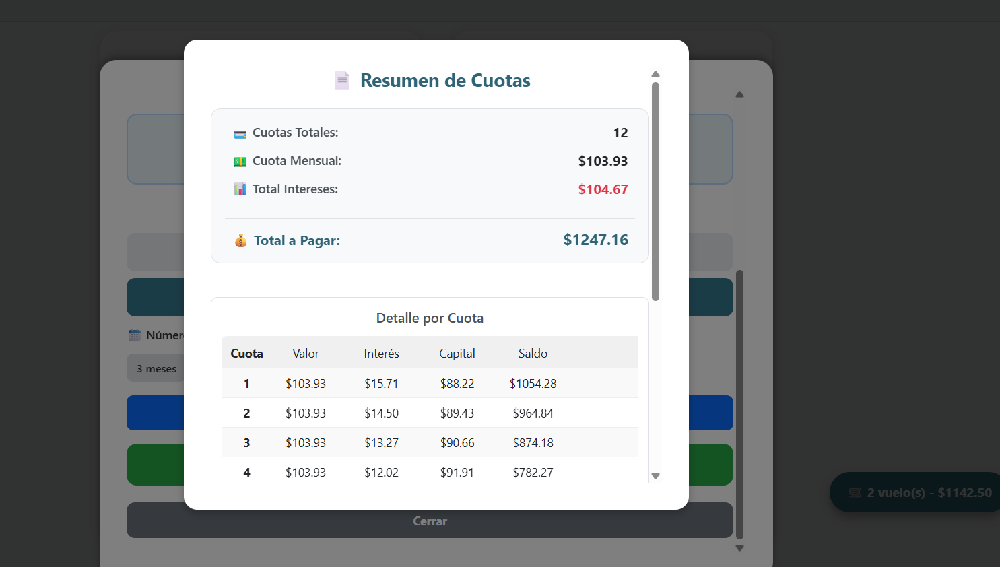 Resumen de Cuotas
Cuotas Totales: 12
Cuota Mensual: $103.93
Total Intereses: $104.67
Total a Pagar: $1247.16
Detalle por Cuota
Cuota Valor Interés Capital Saldo
1 $103.93 $15.71 $88.22 $1054.28
2 $103.93 $14.50 $89.43 $964.84
3 $103.93 $13.27 $90.66 $874.18
4 $103.93 $12.02 $91.91 $782.27
3 meses
2 vuelo(s) - $1142.50
Cerrar